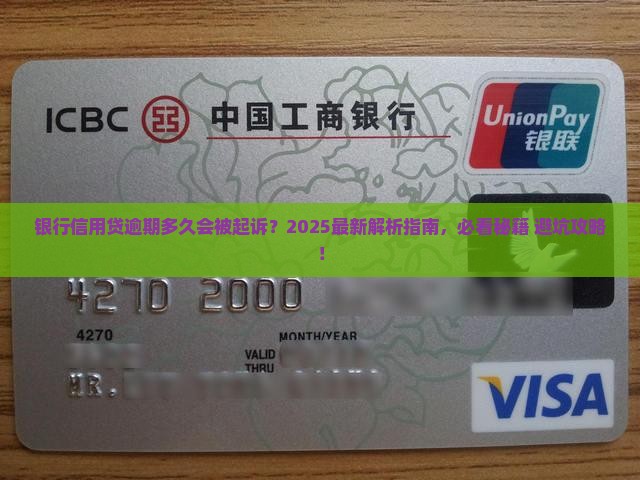 ICBC 中国工商银行
UnionPay
银联
银行信用贷逾期多久会被起诉？2025最新解析指南，必看秘籍 避坑攻略
！
4270 2000
4270
MONTH/YEAR
VALID
THRU
MR.
VISA